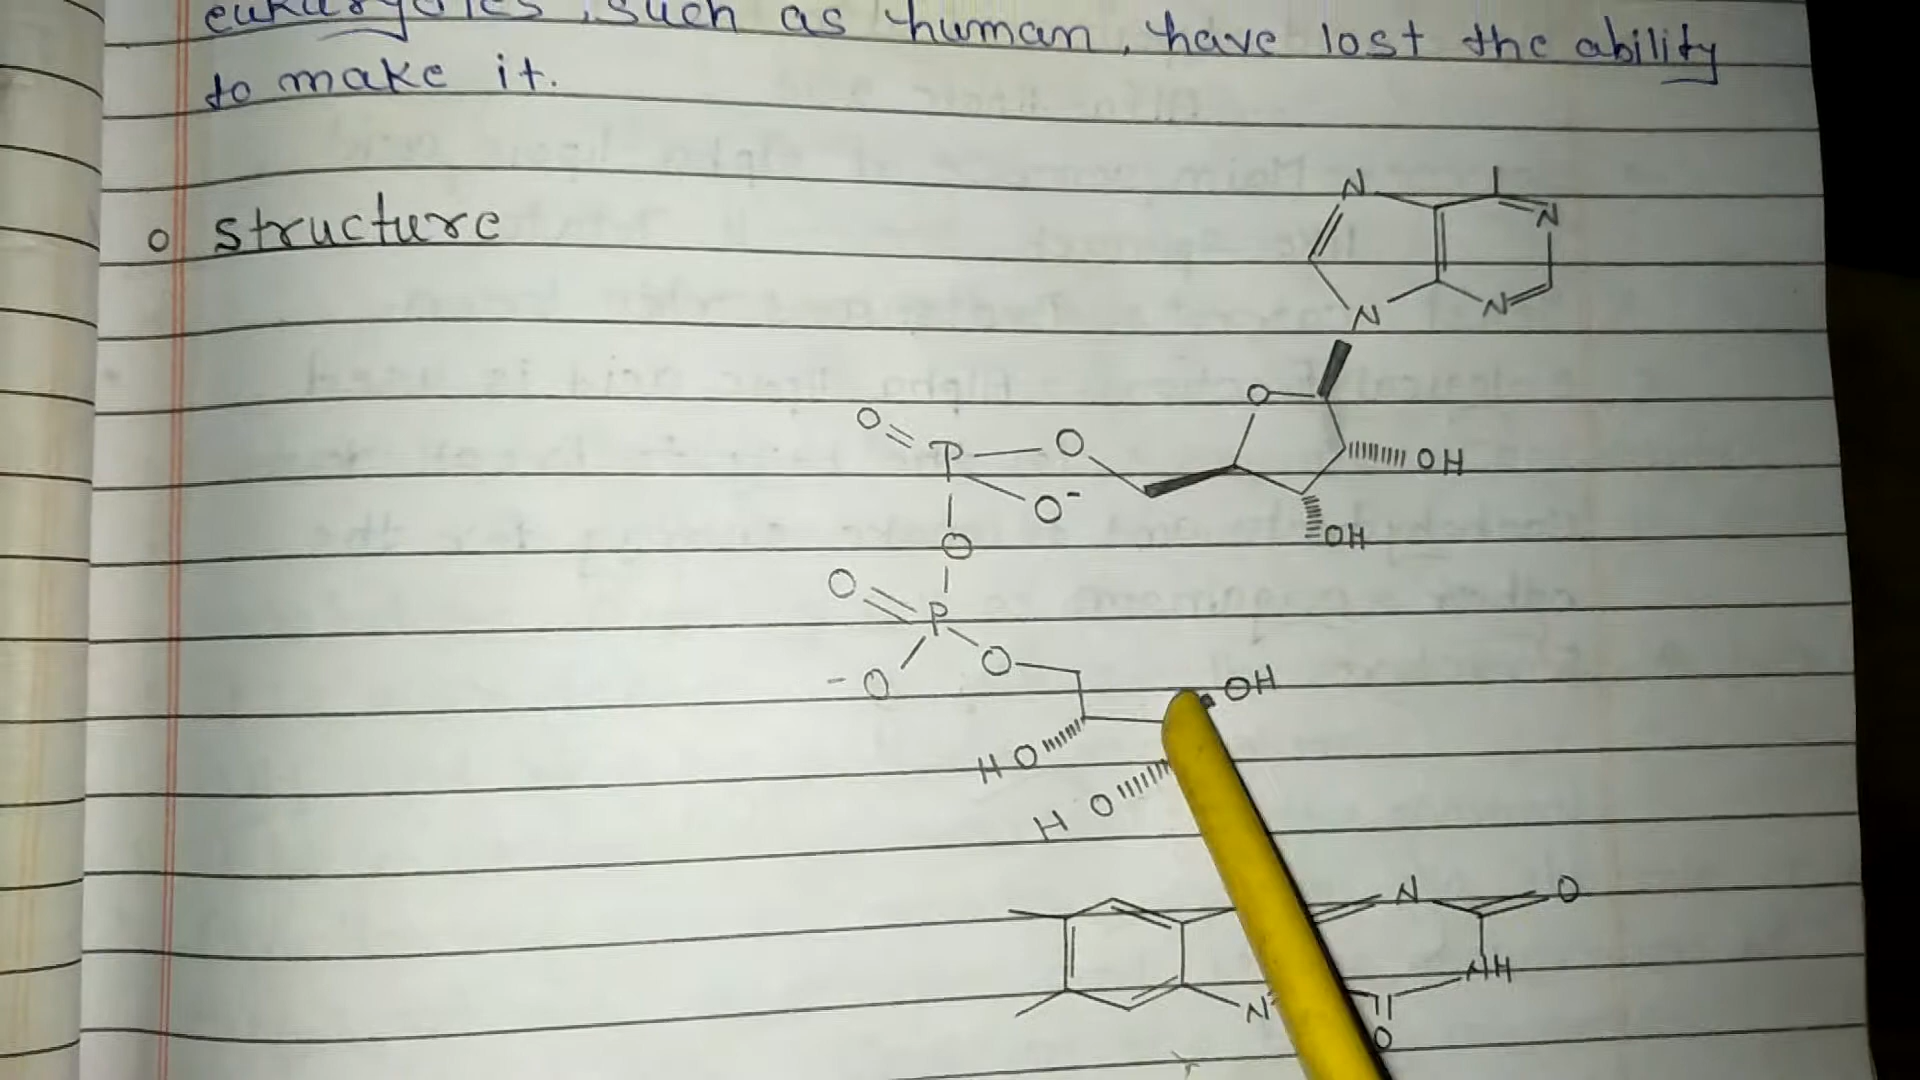 eukaryotes, such as human, have lost the ability
to make it.
o structure
N
N
N
N
O
O
P
O
OH
O-
OH
O
O
P
O
-O
OH
HO
HO
N
O
NH
N
O